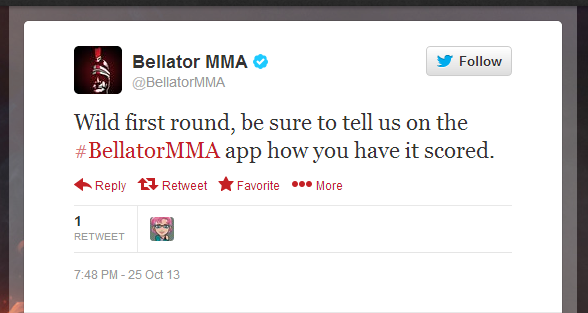 Bellator MMA
@BellatorMMA
Follow
Wild first round, be sure to tell us on the
#BellatorMMA app how you have it scored.
Reply Retweet Favorite More
1
RETWEET
7:48 PM - 25 Oct 13